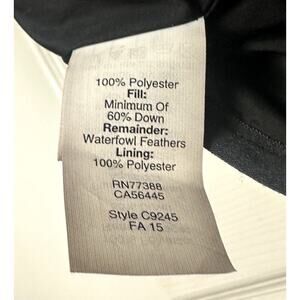 100% Polyester
Fill:
Minimum Of
60% Down
Remainder:
Waterfowl Feathers
Lining:
100% Polyester
RN77388
CA56445
Style C9245
FA 15